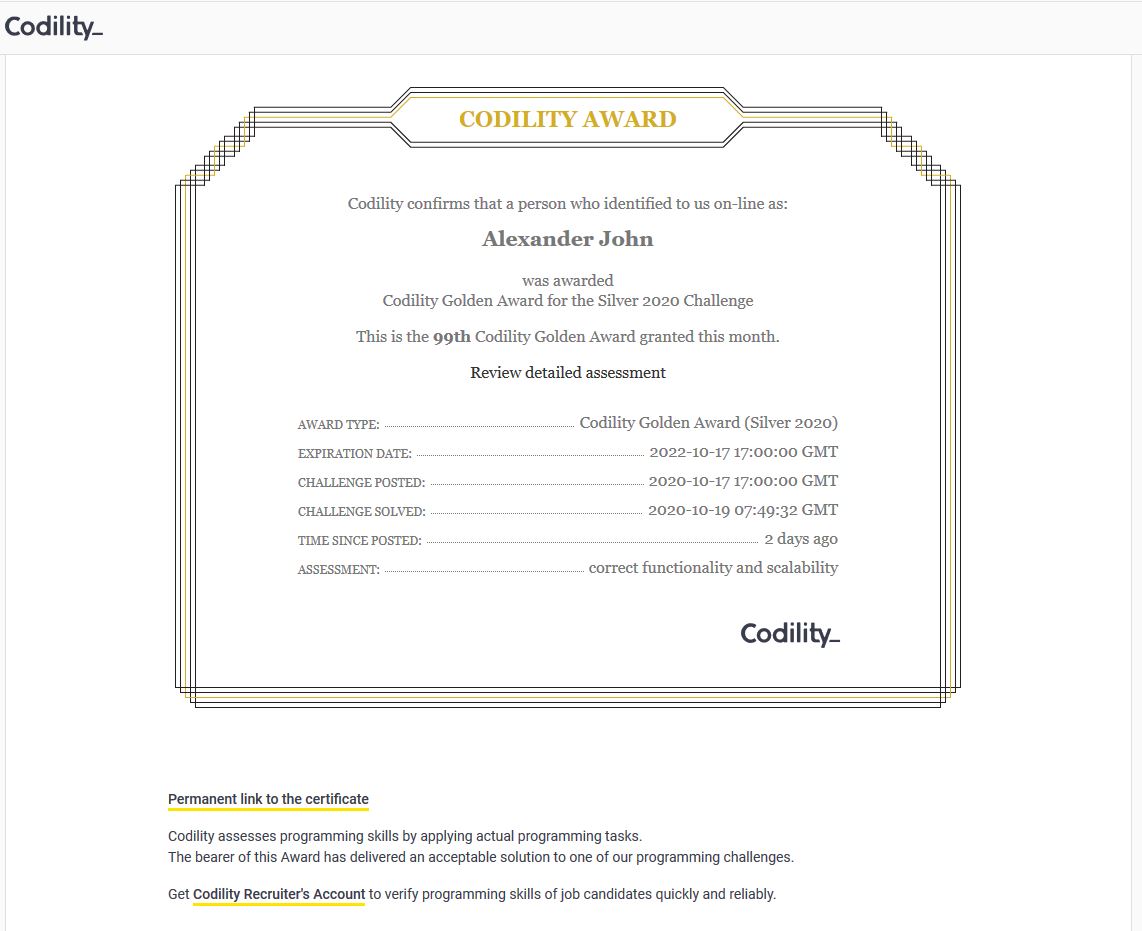 Codility_
CODILITY AWARD
Codility confirms that a person who identified to us on-line as:
Alexander John
was awarded
Codility Golden Award for the Silver 2020 Challenge
This is the 99th Codility Golden Award granted this month.
Review detailed assessment
AWARD TYPE: Codility Golden Award (Silver 2020)
EXPIRATION DATE: 2022-10-17 17:00:00 GMT
CHALLENGE POSTED: 2020-10-17 17:00:00 GMT
CHALLENGE SOLVED: 2020-10-19 07:49:32 GMT
TIME SINCE POSTED: 2 days ago
ASSESSMENT: correct functionality and scalability
Codility_
Permanent link to the certificate
Codility assesses programming skills by applying actual programming tasks.
The bearer of this Award has delivered an acceptable solution to one of our programming challenges.
Get Codility Recruiter's Account to verify programming skills of job candidates quickly and reliably.